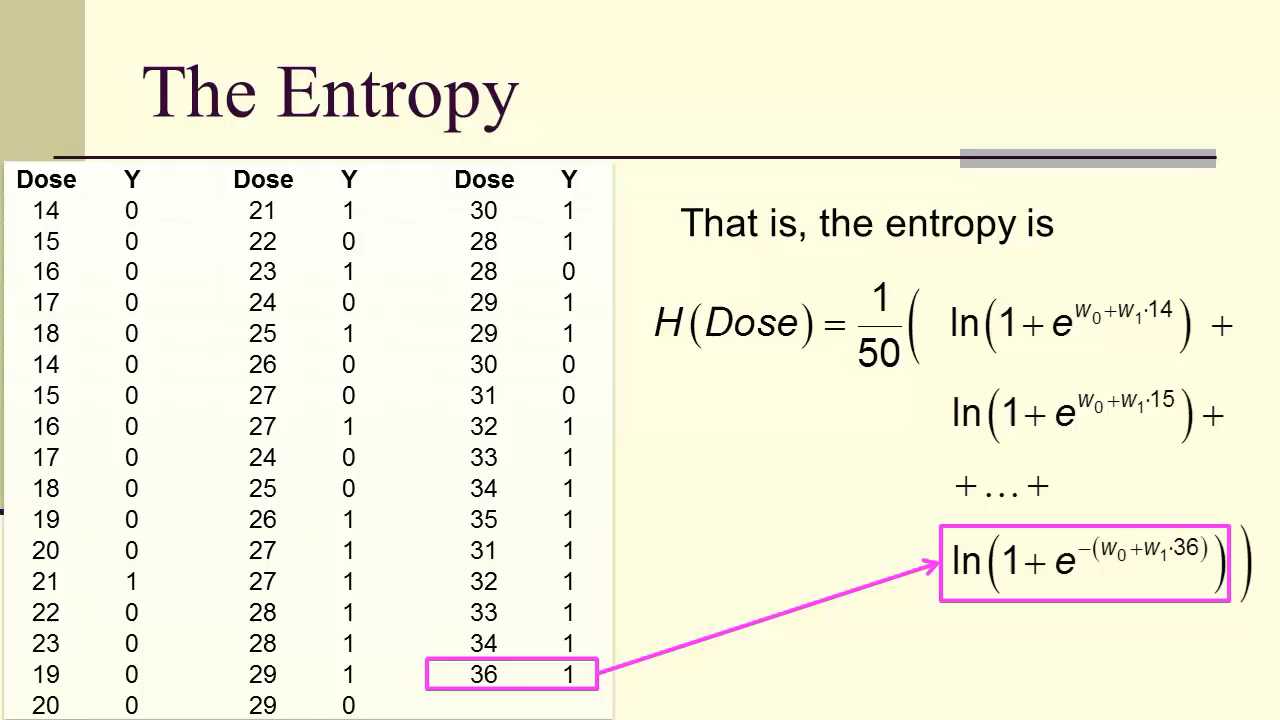 The Entropy
Dose Y Dose Y Dose Y
14 0 21 1 30 1
15 0 22 0 28 1
16 0 23 1 28 0
17 0 24 0 29 1
18 0 25 1 29 1
14 0 26 0 30 0
15 0 27 0 31 0
16 0 27 1 32 1
17 0 24 0 33 1
18 0 25 0 34 1
19 0 26 1 35 1
20 0 27 1 31 1
21 1 27 1 32 1
22 0 28 1 33 1
23 0 28 1 34 1
19 0 29 1 36 1
20 0 29 0
That is, the entropy is
H(Dose) = 1/50 ( ln(1+e^{w₀+w₁·14}) +
ln(1+e^{w₀+w₁·15}) +
+ … +
ln(1+e^{−(w₀+w₁·36)}) )